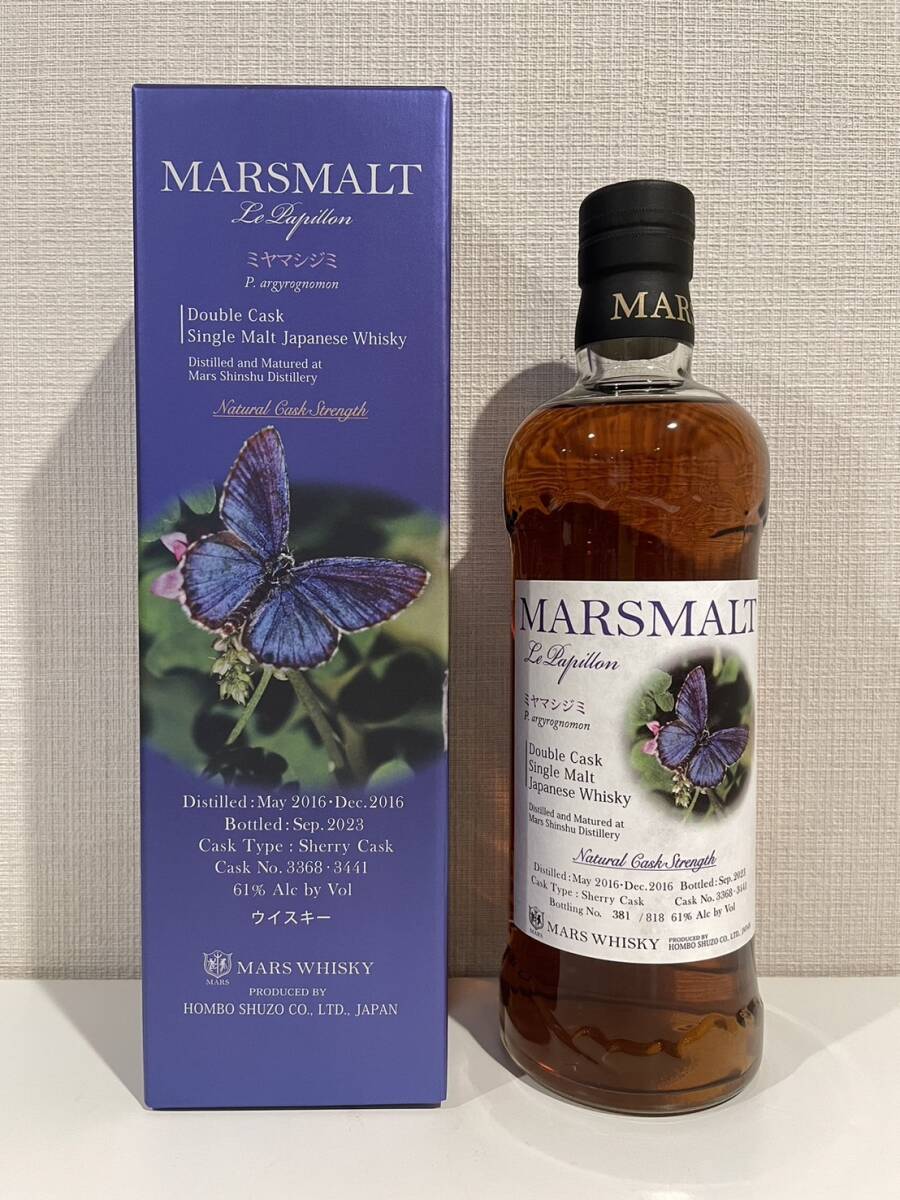 MARSMALT
Le Papillon
ミヤマシジミ
P. argyrognomon
Double Cask
Single Malt Japanese Whisky
Distilled and Matured at
Mars Shinshu Distillery
Natural Cask Strength
Distilled : May 2016・Dec. 2016
Bottled : Sep. 2023
Cask Type : Sherry Cask
Cask No. 3368・3441
61% Alc by Vol
ウイスキー
MARS
MARS WHISKY
PRODUCED BY
HOMBO SHUZO CO., LTD., JAPAN
MARS
MARSMALT
Le Papillon
ミヤマシジミ
P. argyrognomon
Double Cask
Single Malt
Japanese Whisky
Distilled and Matured at
Mars Shinshu Distillery
Natural Cask Strength
Distilled : May 2016・Dec. 2016 Bottled : Sep. 2023
Cask Type : Sherry Cask Cask No. 3368・3441
Bottling No. 381 / 818 61% Alc by Vol
MARS
MARS WHISKY
PRODUCED BY
HOMBO SHUZO CO., LTD., JAPAN